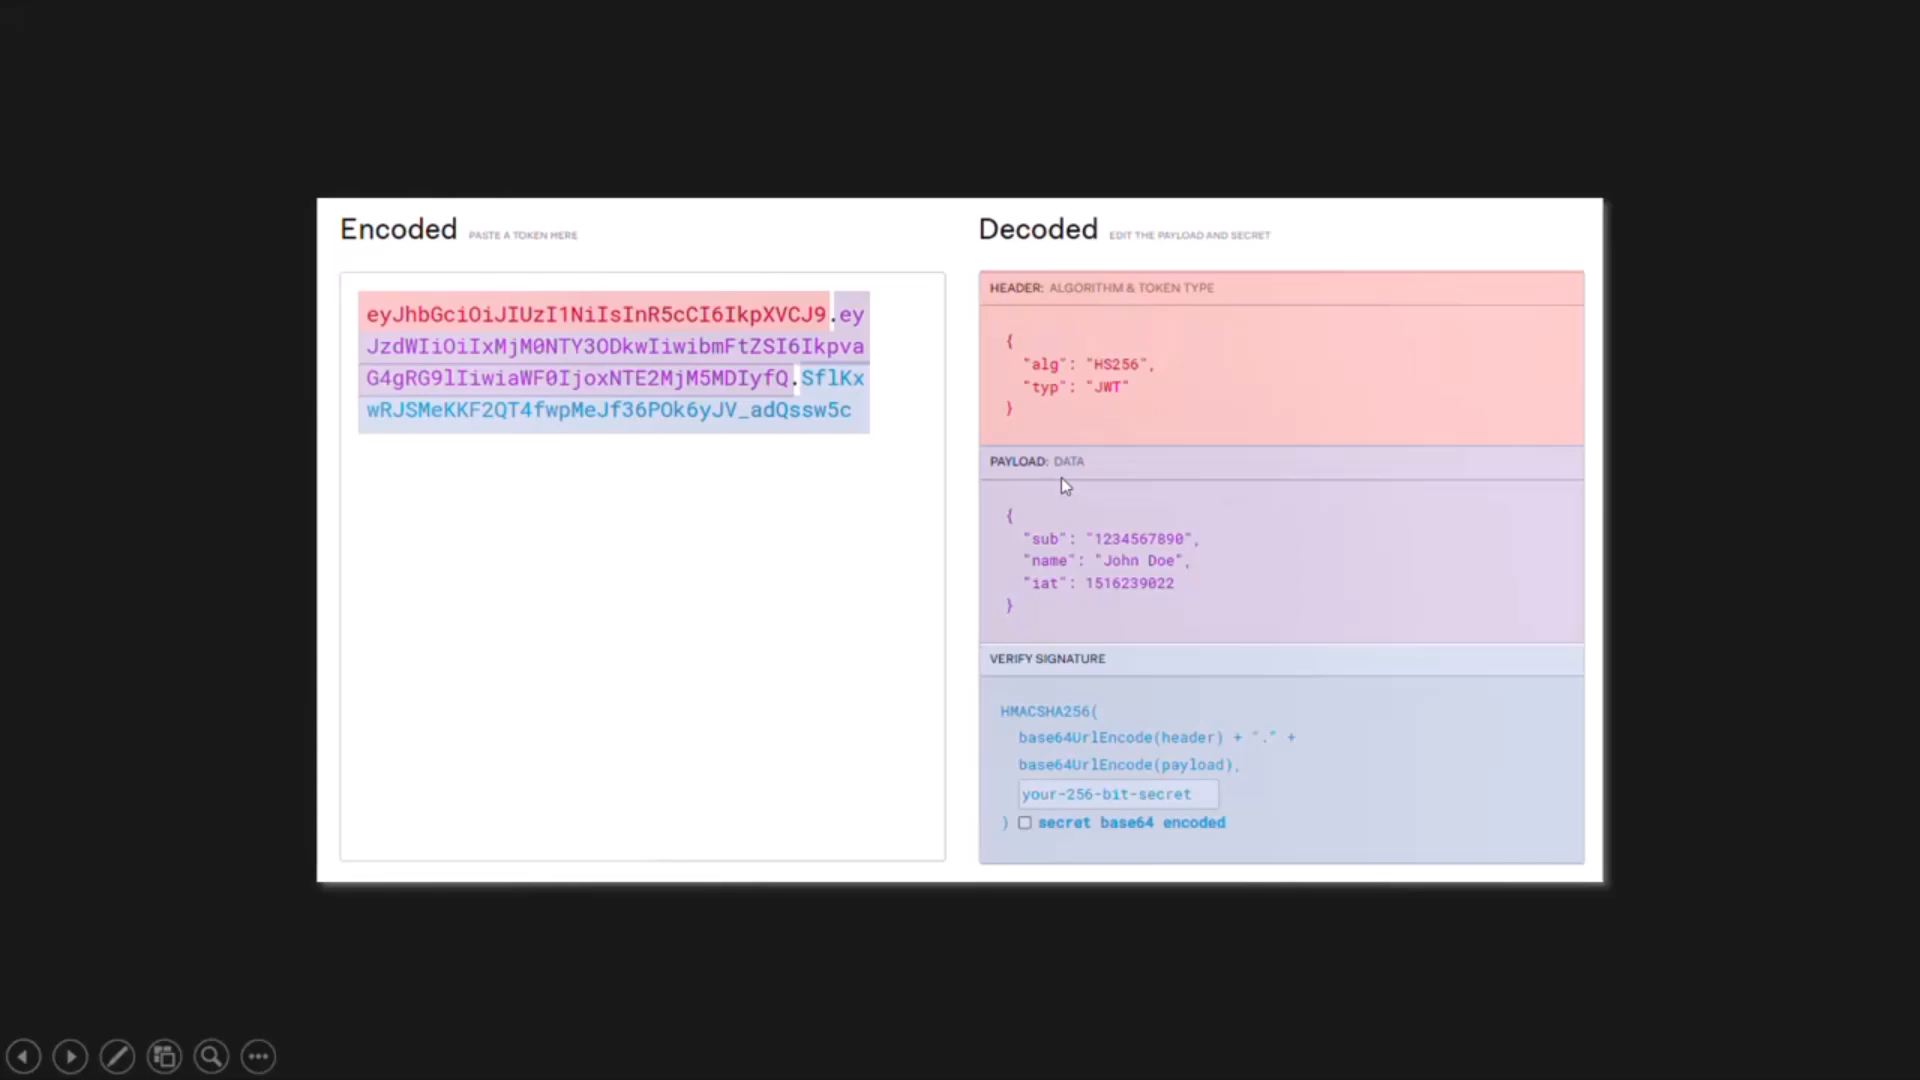 Encoded PASTE A TOKEN HERE
eyJhbGciOiJIUzI1NiIsInR5cCI6IkpXVCJ9.ey
JzdWIiOiIxMjM0NTY3ODkwIiwibmFtZSI6Ikpva
G4gRG9lIiwiaWF0IjoxNTE2MjM5MDIyfQ.SflKx
wRJSMeKKF2QT4fwpMeJf36POk6yJV_adQssw5c
Decoded EDIT THE PAYLOAD AND SECRET
HEADER: ALGORITHM & TOKEN TYPE
{
"alg": "HS256",
"typ": "JWT"
}
PAYLOAD: DATA
{
"sub": "1234567890",
"name": "John Doe",
"iat": 1516239022
}
VERIFY SIGNATURE
HMACSHA256(
base64UrlEncode(header) + "." +
base64UrlEncode(payload),
your-256-bit-secret
) secret base64 encoded